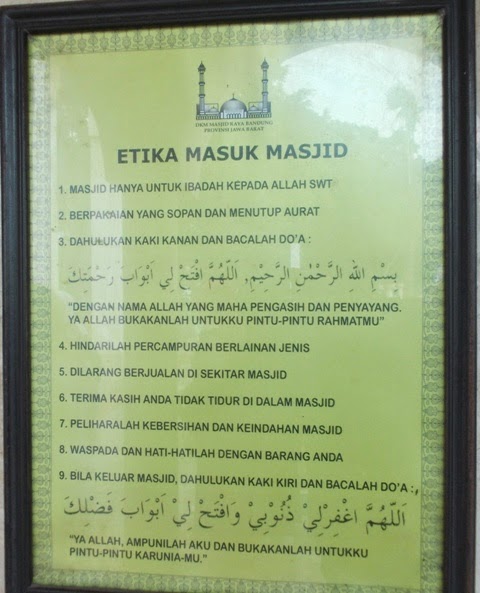 DKM MASJID RAYA BANDUNG
PROVINSI JAWA BARAT
ETIKA MASUK MASJID
1. MASJID HANYA UNTUK IBADAH KEPADA ALLAH SWT
2. BERPAKAIAN YANG SOPAN DAN MENUTUP AURAT
3. DAHULUKAN KAKI KANAN DAN BACALAH DO'A :
بِسْمِ اللهِ الرَّحْمٰنِ الرَّحِيْمِ, اَللّٰهُمَّ افْتَحْ لِي اَبْوَابَ رَحْمَتِكَ
"DENGAN NAMA ALLAH YANG MAHA PENGASIH DAN PENYAYANG.
YA ALLAH BUKAKANLAH UNTUKKU PINTU-PINTU RAHMATMU"
4. HINDARILAH PERCAMPURAN BERLAINAN JENIS
5. DILARANG BERJUALAN DI SEKITAR MASJID
6. TERIMA KASIH ANDA TIDAK TIDUR DI DALAM MASJID
7. PELIHARALAH KEBERSIHAN DAN KEINDAHAN MASJID
8. WASPADA DAN HATI-HATILAH DENGAN BARANG ANDA
9. BILA KELUAR MASJID, DAHULUKAN KAKI KIRI DAN BACALAH DO'A :
اَللّٰهُمَّ اغْفِرْلِيْ ذُنُوْبِيْ وَافْتَحْ لِيْ اَبْوَابَ فَضْلِكَ
"YA ALLAH, AMPUNILAH AKU DAN BUKAKANLAH UNTUKKU
PINTU-PINTU KARUNIA-MU."